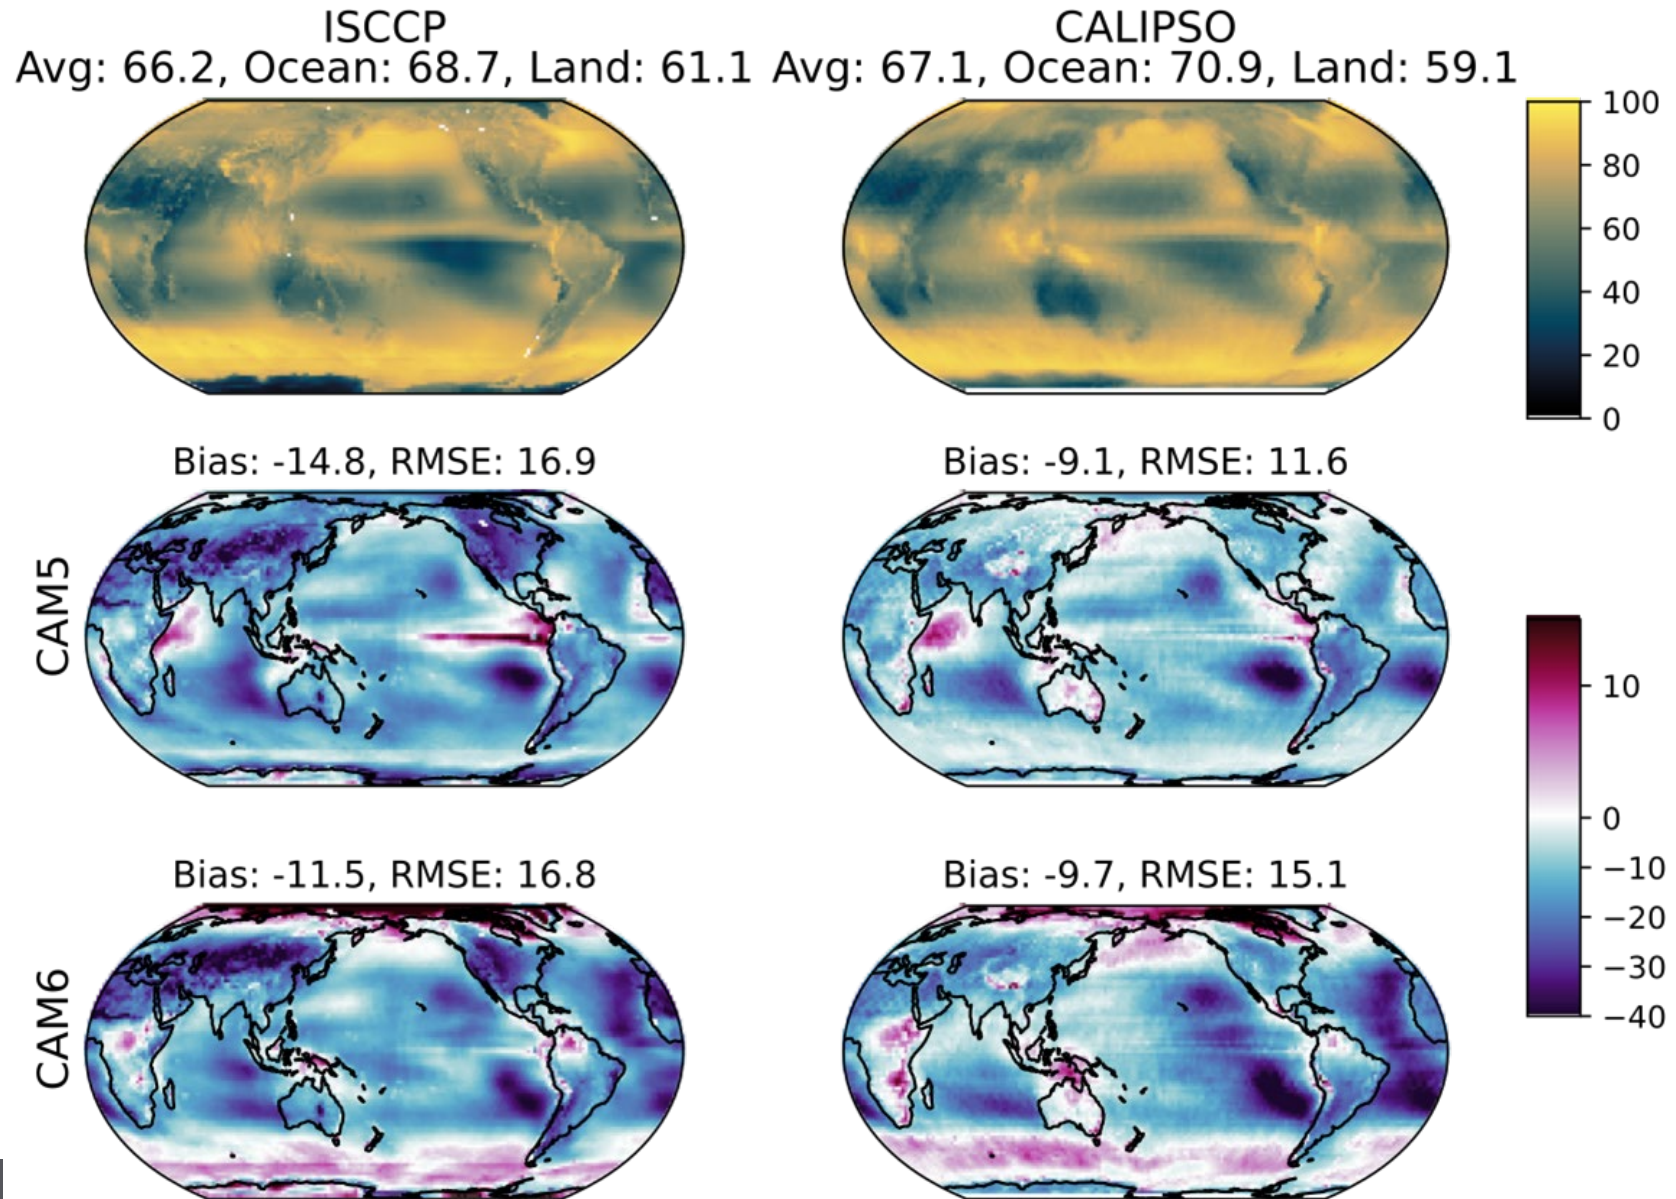 ISCCP
Avg: 66.2, Ocean: 68.7, Land: 61.1
CALIPSO
Avg: 67.1, Ocean: 70.9, Land: 59.1
100
80
60
40
20
0
CAM5
Bias: -14.8, RMSE: 16.9
Bias: -9.1, RMSE: 11.6
10
0
−10
−20
−30
−40
CAM6
Bias: -11.5, RMSE: 16.8
Bias: -9.7, RMSE: 15.1